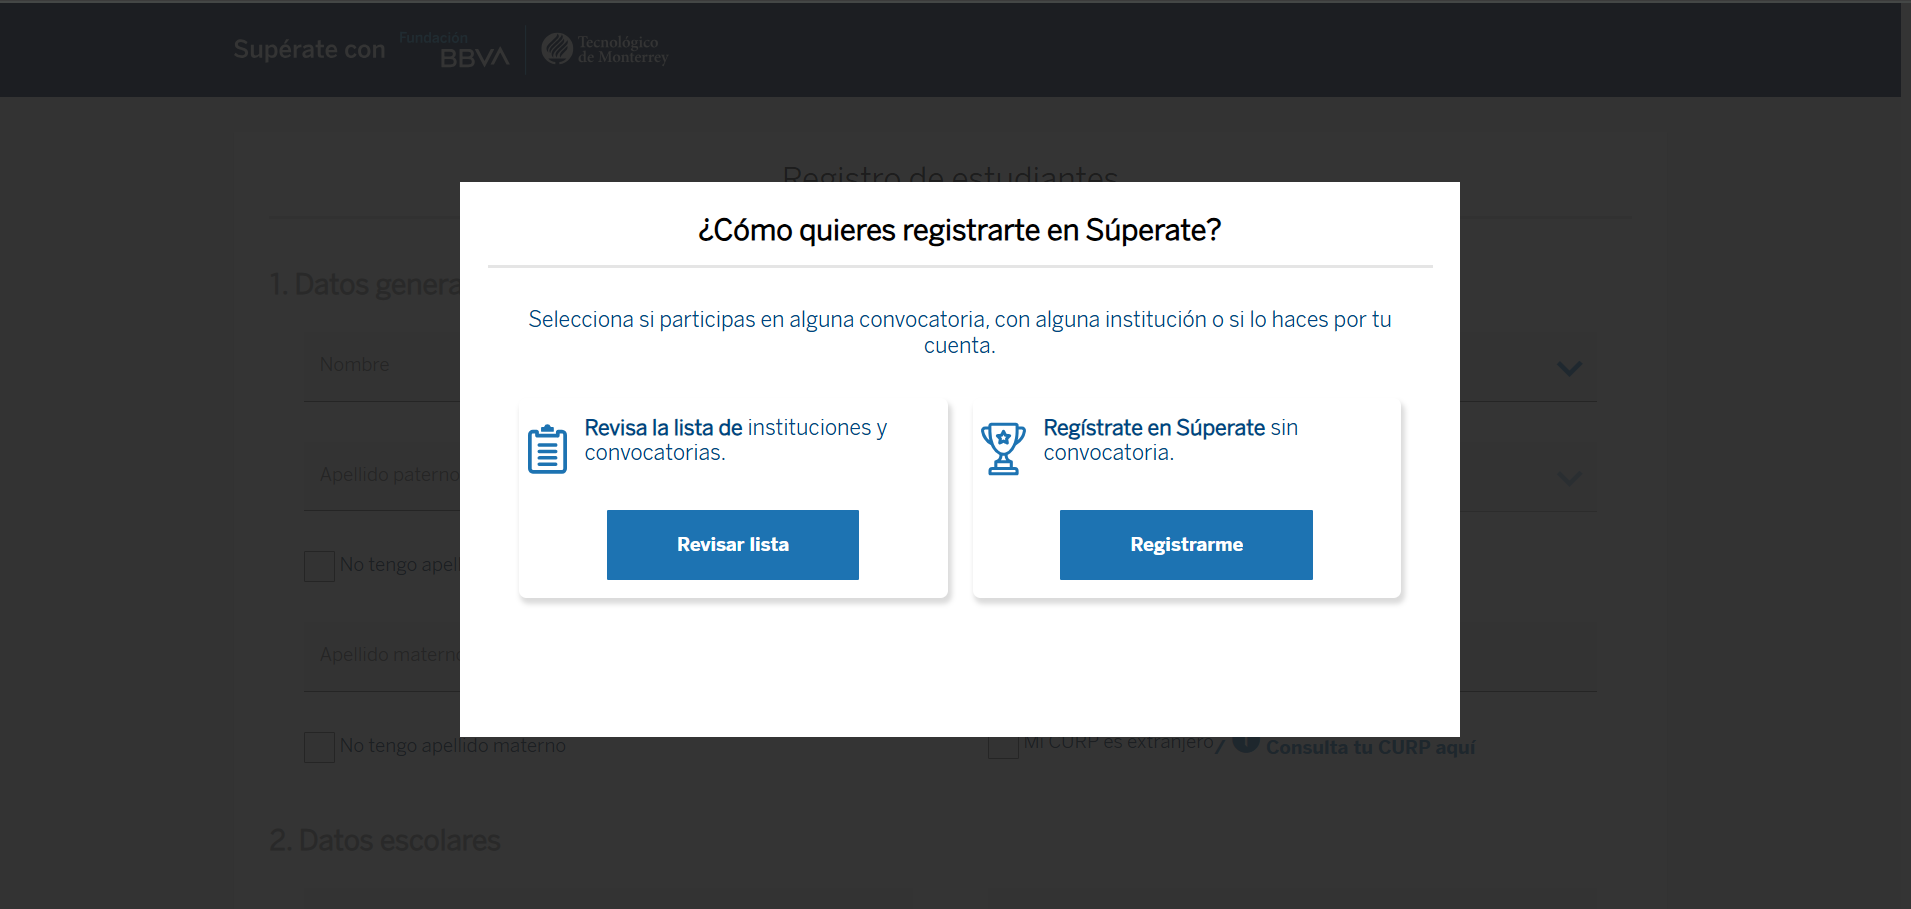 Supérate con Fundación BBVA Tecnológico de Monterrey
Registro de estudiantes
¿Cómo quieres registrarte en Súperate?
1. Datos genera
Selecciona si participas en alguna convocatoria, con alguna institución o si lo haces por tu
cuenta.
Nombre
Revisa la lista de instituciones y
convocatorias.
Regístrate en Súperate sin
convocatoria.
Apellido paterno
Revisar lista
Registrarme
No tengo apell
Apellido materno
No tengo apellido materno
Mi CURP es extranjero/ Consulta tu CURP aquí
2. Datos escolares